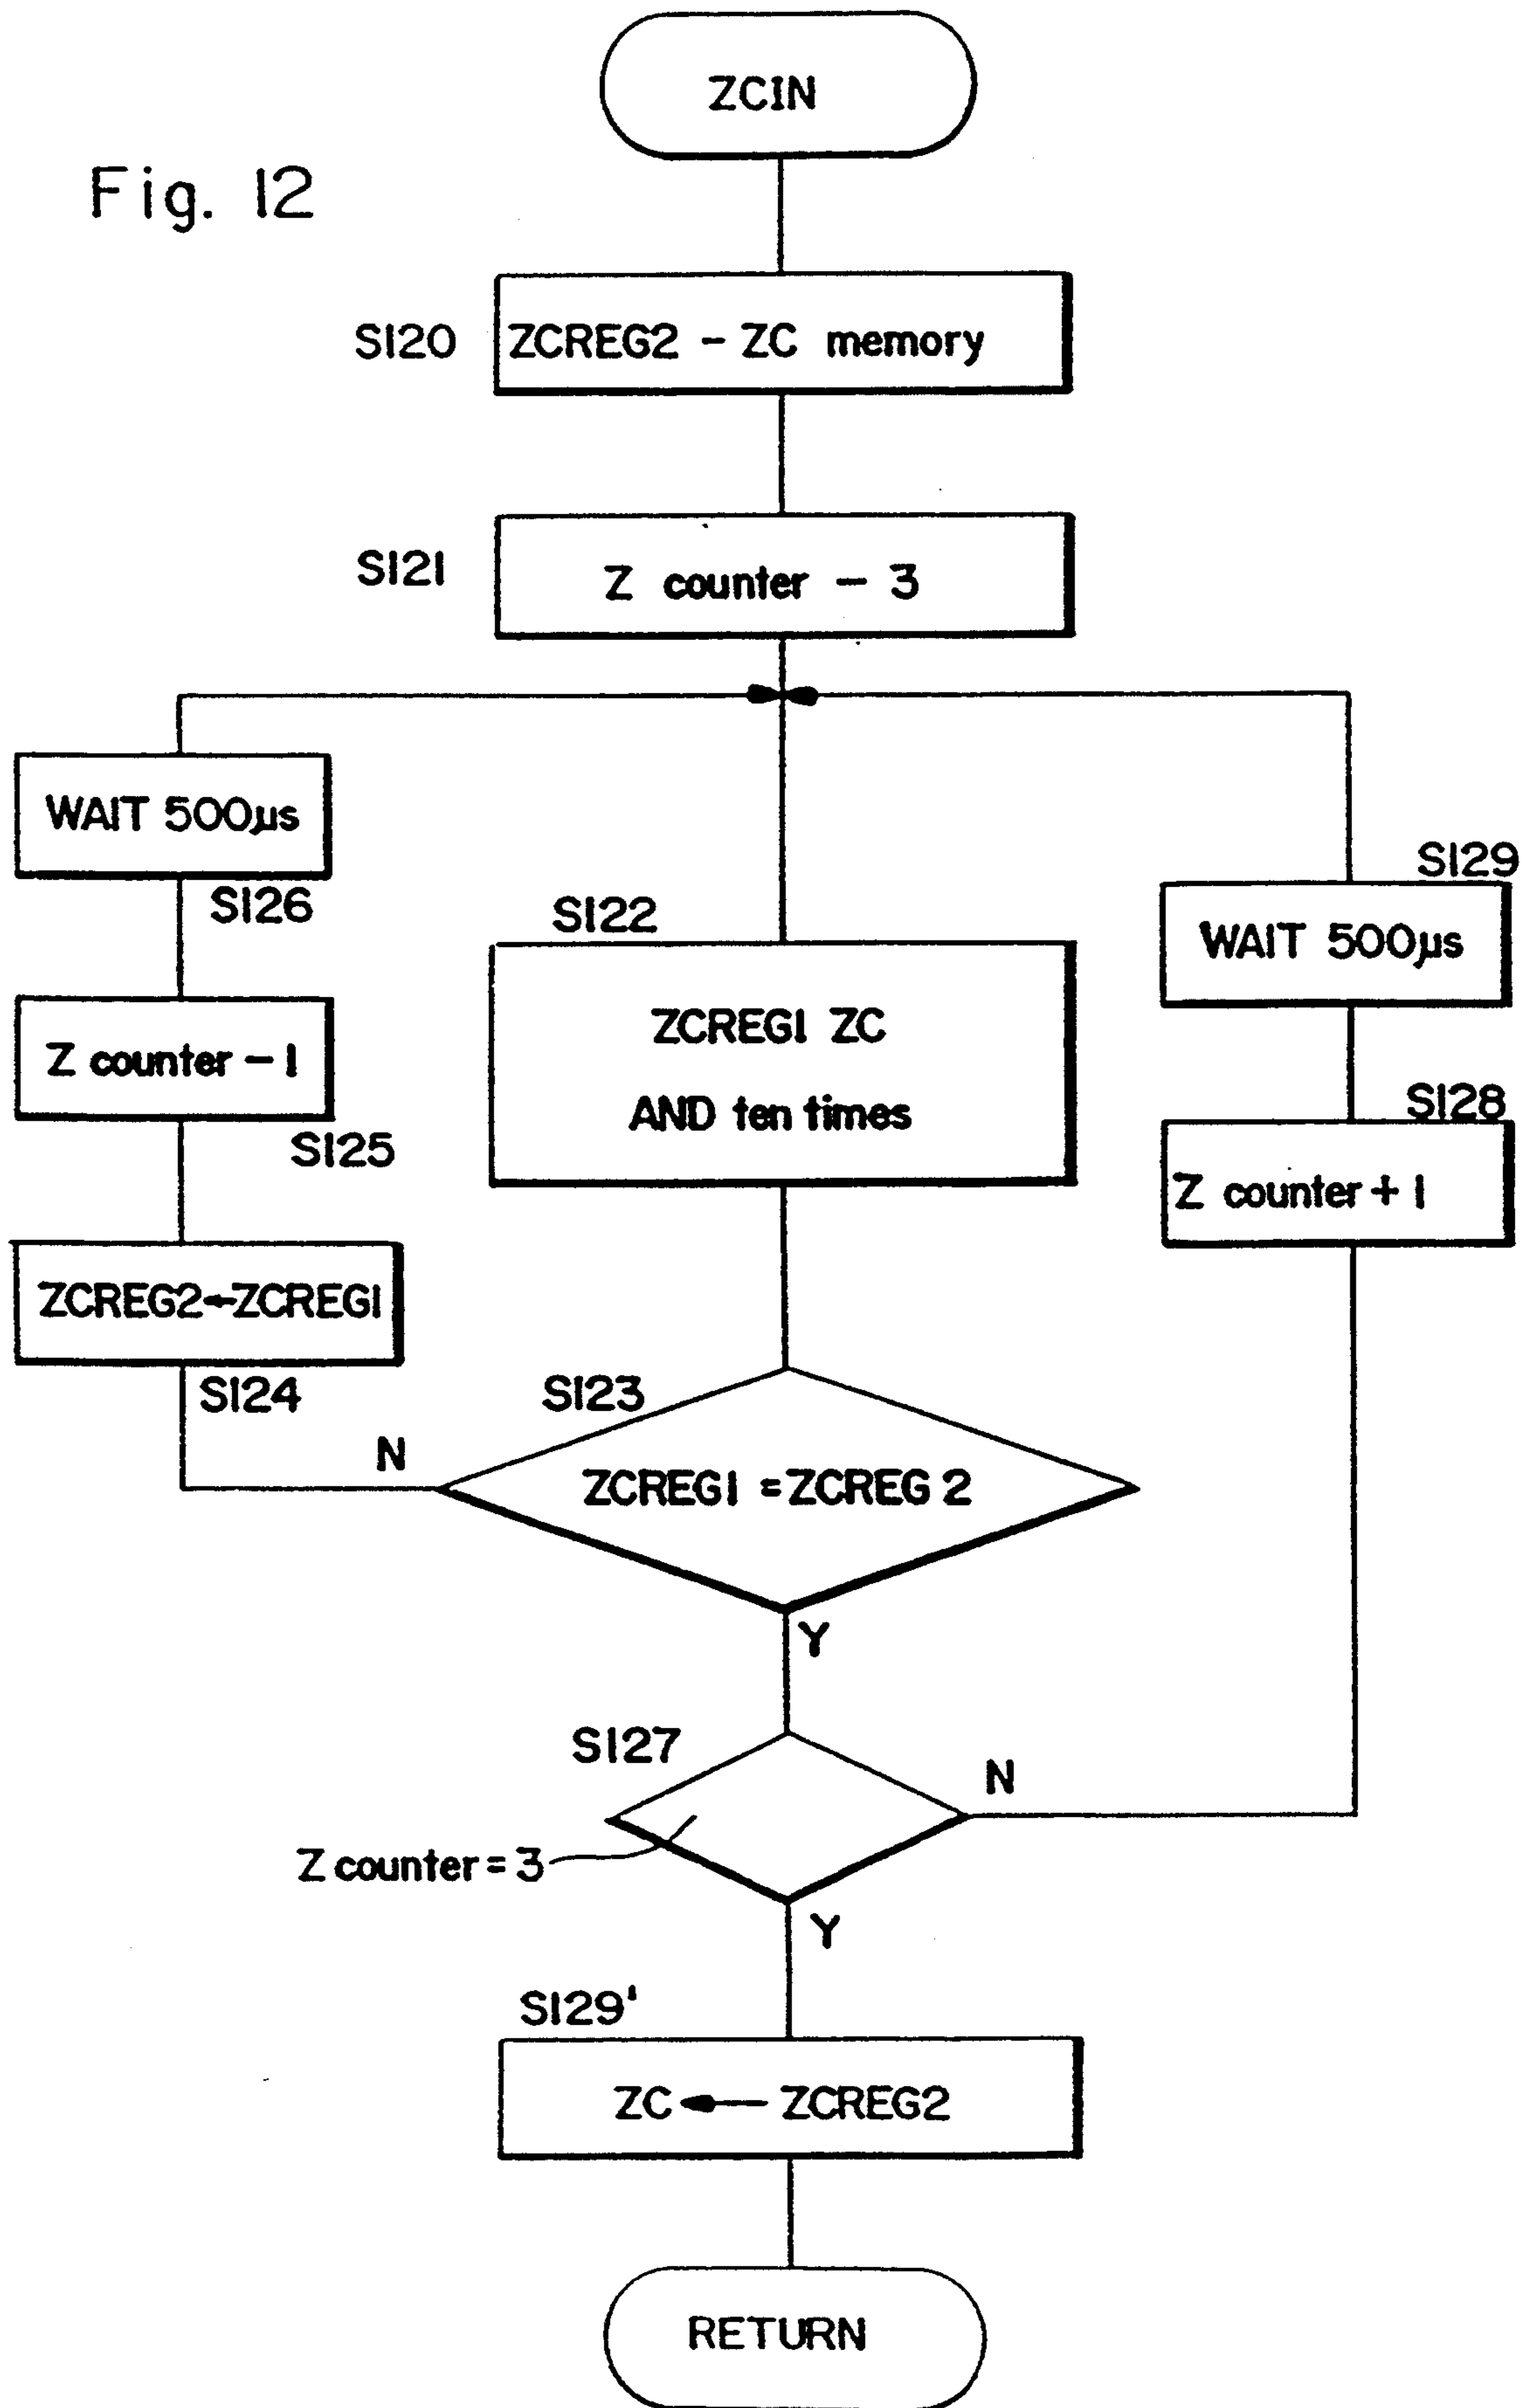 ZCIN
Fig. 12
S120
ZCREG2 - ZC memory
S121
Z counter - 3
WAIT 500µs
S126
S122
S129
WAIT 500µs
ZCREG1 ZC
AND ten times
Z counter - 1
S125
S128
Z counter + 1
ZCREG2←ZCREG1
S124
S123
N
ZCREG1 = ZCREG 2
Y
S127
N
Z counter = 3
Y
S129'
ZC ← ZCREG2
RETURN